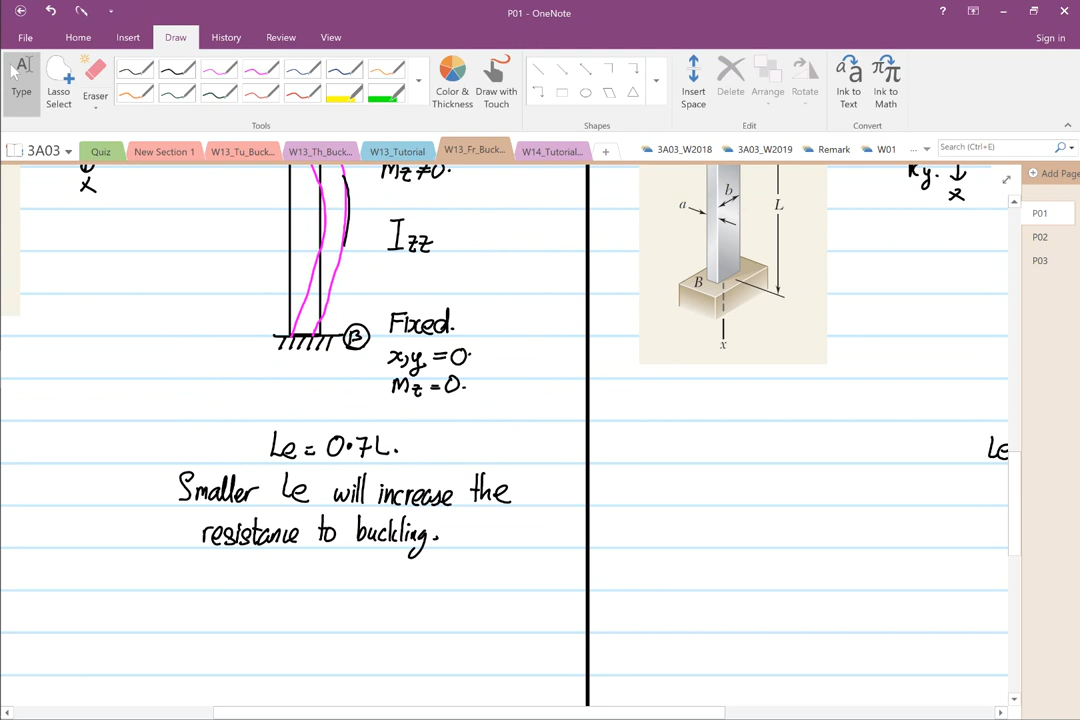 P01 - OneNote
? Sign in
File Home Insert Draw History Review View
Type
Lasso Select
Eraser
Color & Thickness
Draw with Touch
Insert Space
Delete Arrange Rotate
Ink to Text
Ink to Math
Tools Shapes Edit Convert
3A03 Quiz New Section 1 W13_Tu_Buck... W13_Th_Buck... W13_Tutorial W13_Fr_Buck... W14_Tutorial... + 3A03_W2018 3A03_W2019 Remark W01 ... Search (Ctrl+E)
Add Page
P01
P02
P03
x
Mz≠0.
Izz
B
Fixed.
x,y, = 0.
Mz = 0.
Le = 0.7L.
Smaller Le will increase the
resistance to buckling.
b
a
L
B
x
Ry.
x
Le